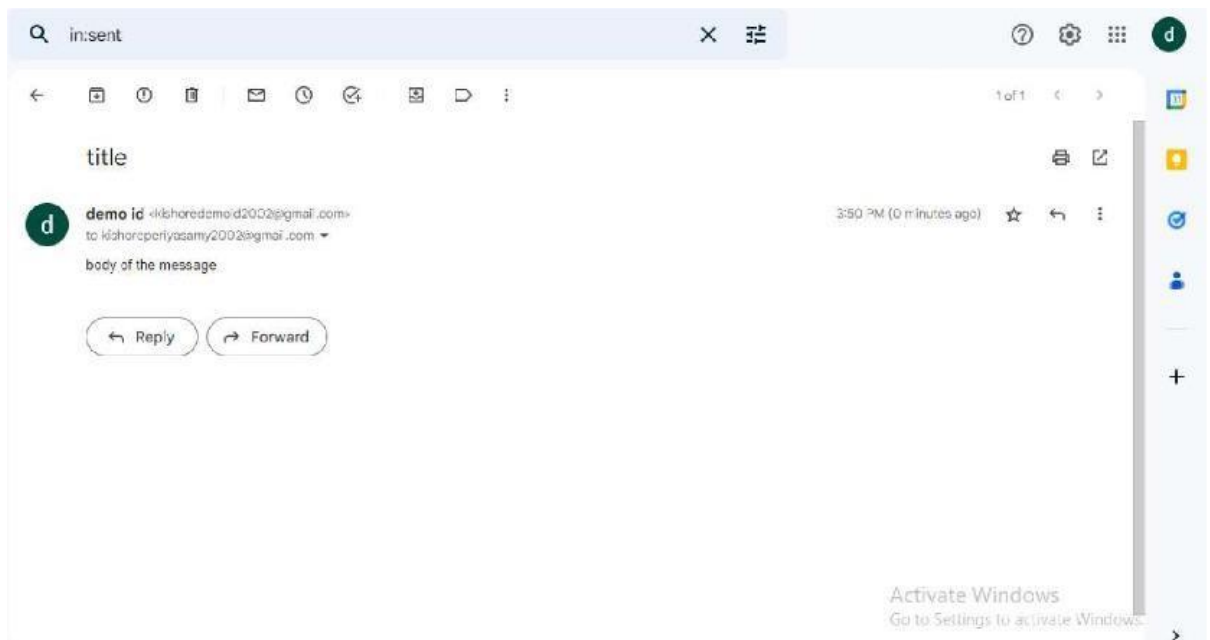 in:sent
d
1 of 1
title
d
demo id <kishoredemoid2002@gmail.com>
3:50 PM (0 minutes ago)
to kishoreperiyasamy2002@gmail.com
body of the message
Reply
Forward
Activate Windows
Go to Settings to activate Windows.